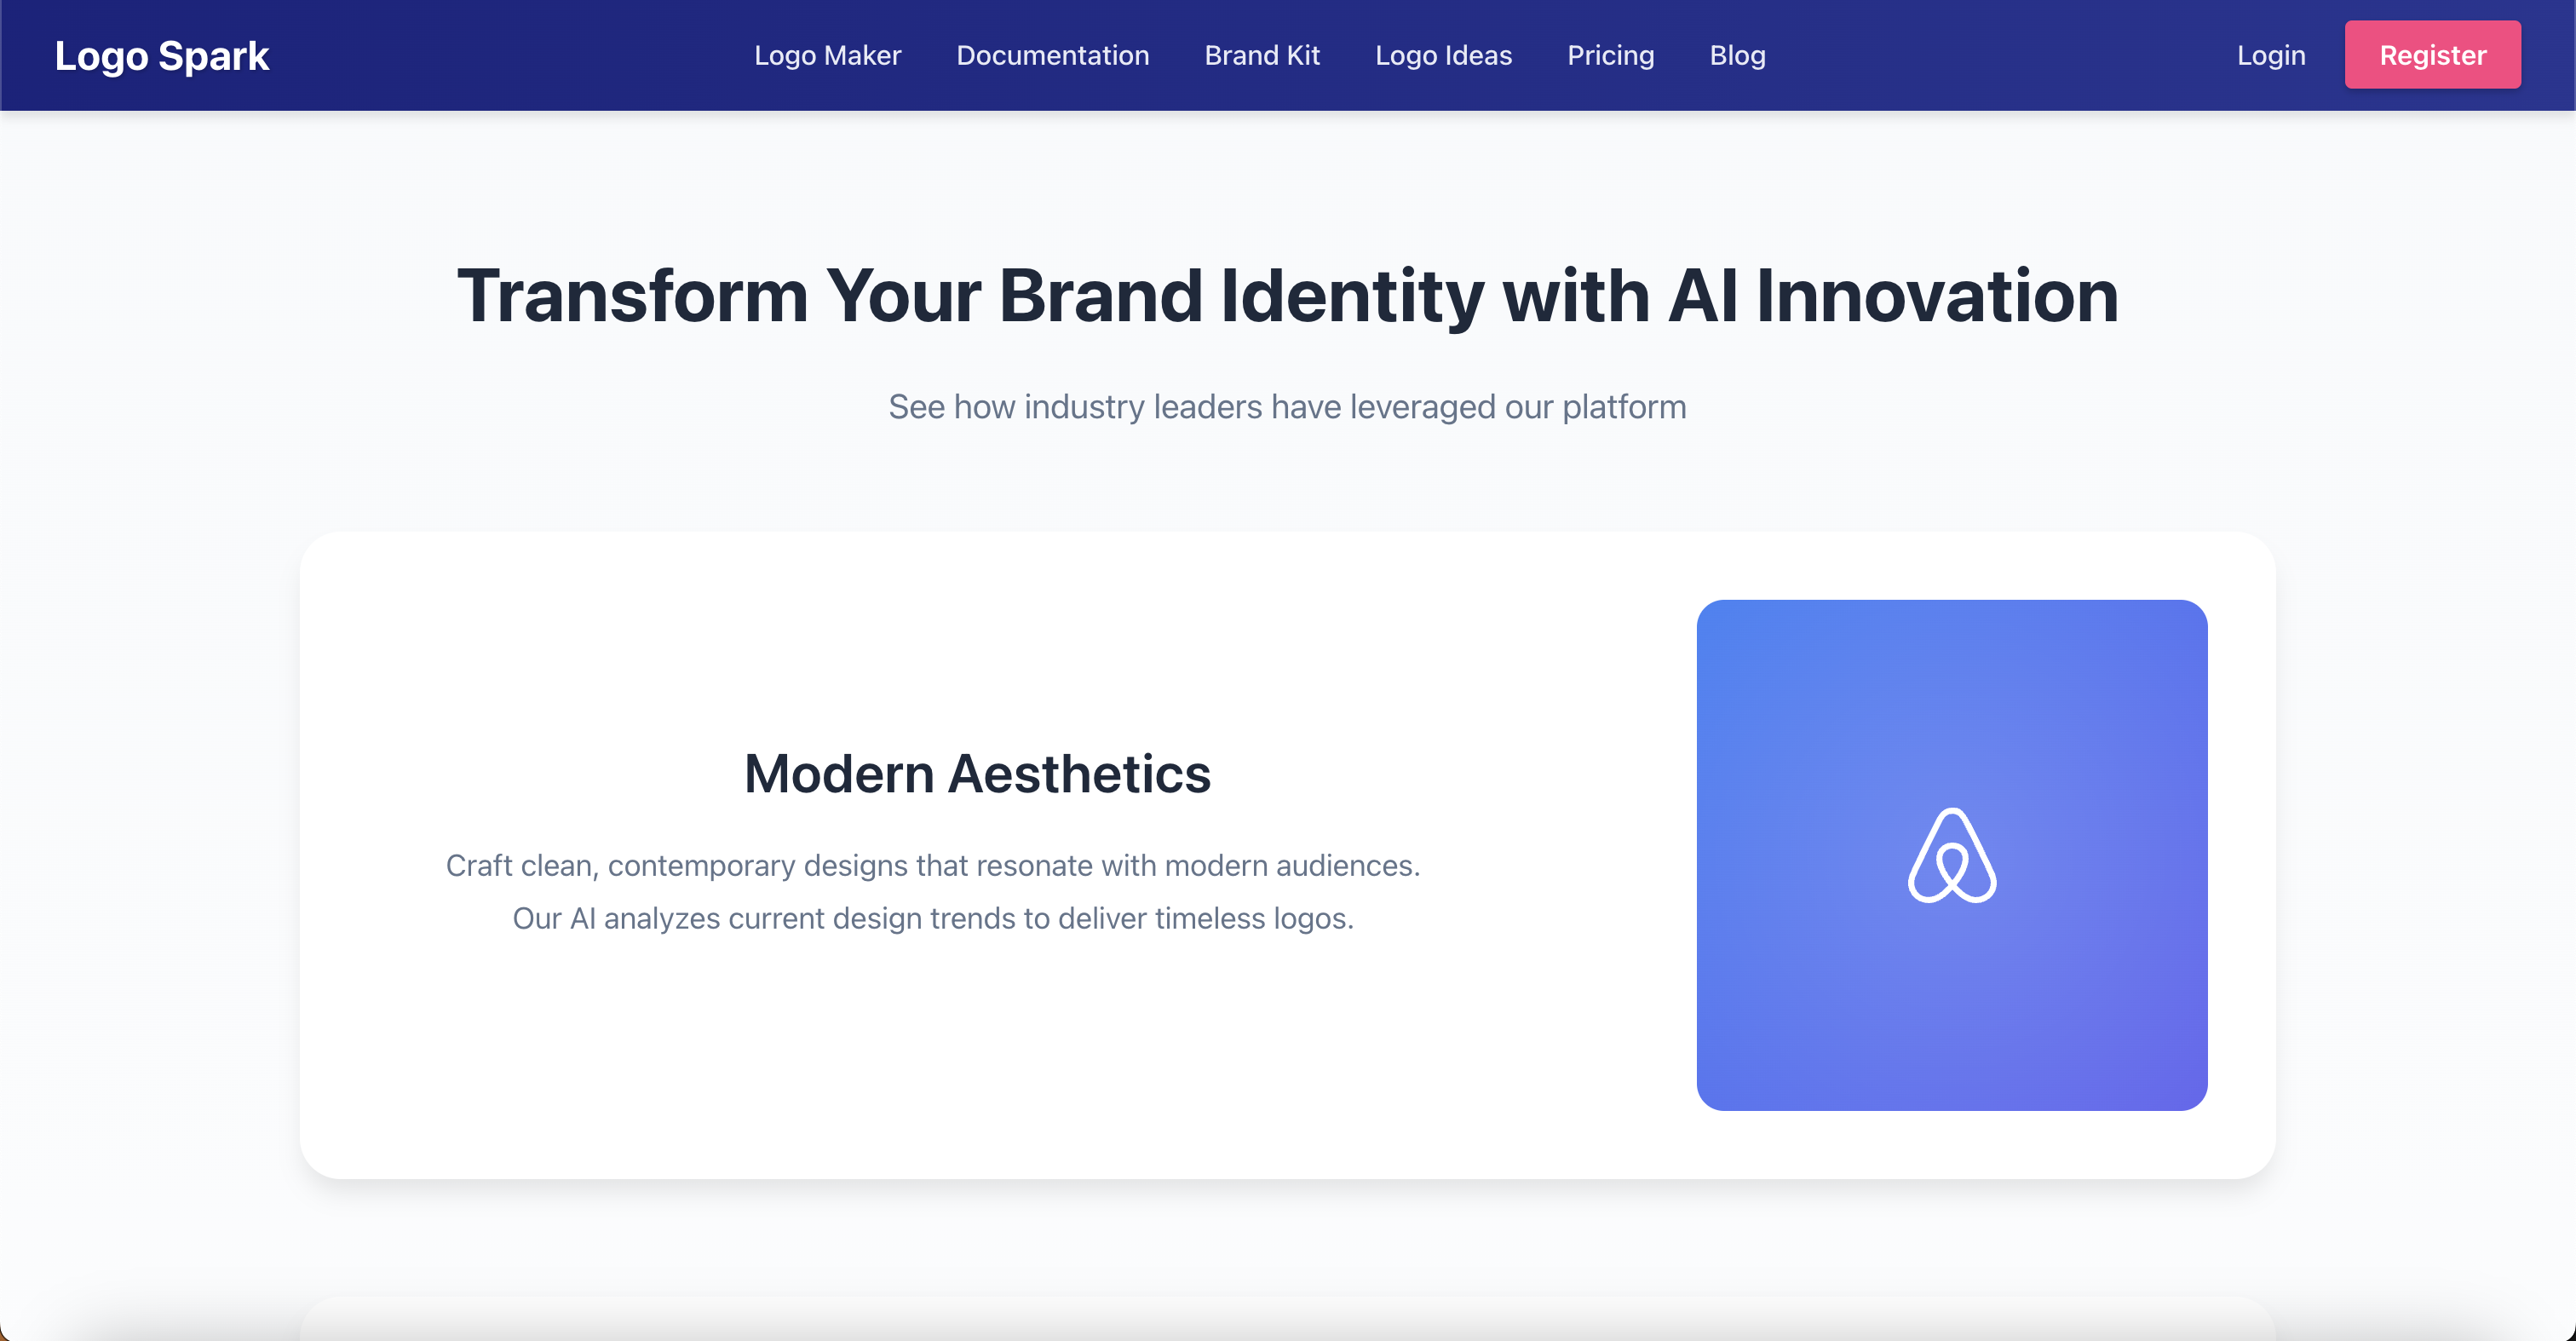 Logo Spark
Logo Maker
Documentation
Brand Kit
Logo Ideas
Pricing
Blog
Login
Register
Transform Your Brand Identity with AI Innovation
See how industry leaders have leveraged our platform
Modern Aesthetics
Craft clean, contemporary designs that resonate with modern audiences.
Our AI analyzes current design trends to deliver timeless logos.